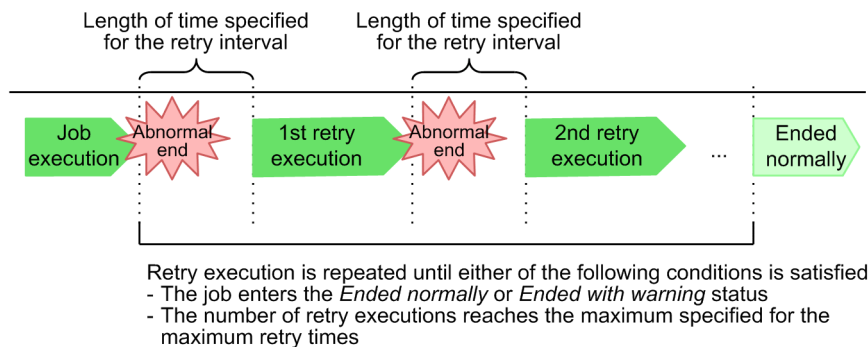 Length of time specified
for the retry interval
Length of time specified
for the retry interval
Job
execution
Abnormal
end
1st retry
execution
Abnormal
end
2nd retry
execution
...
Ended
normally
Retry execution is repeated until either of the following conditions is satisfied
- The job enters the Ended normally or Ended with warning status
- The number of retry executions reaches the maximum specified for the
maximum retry times